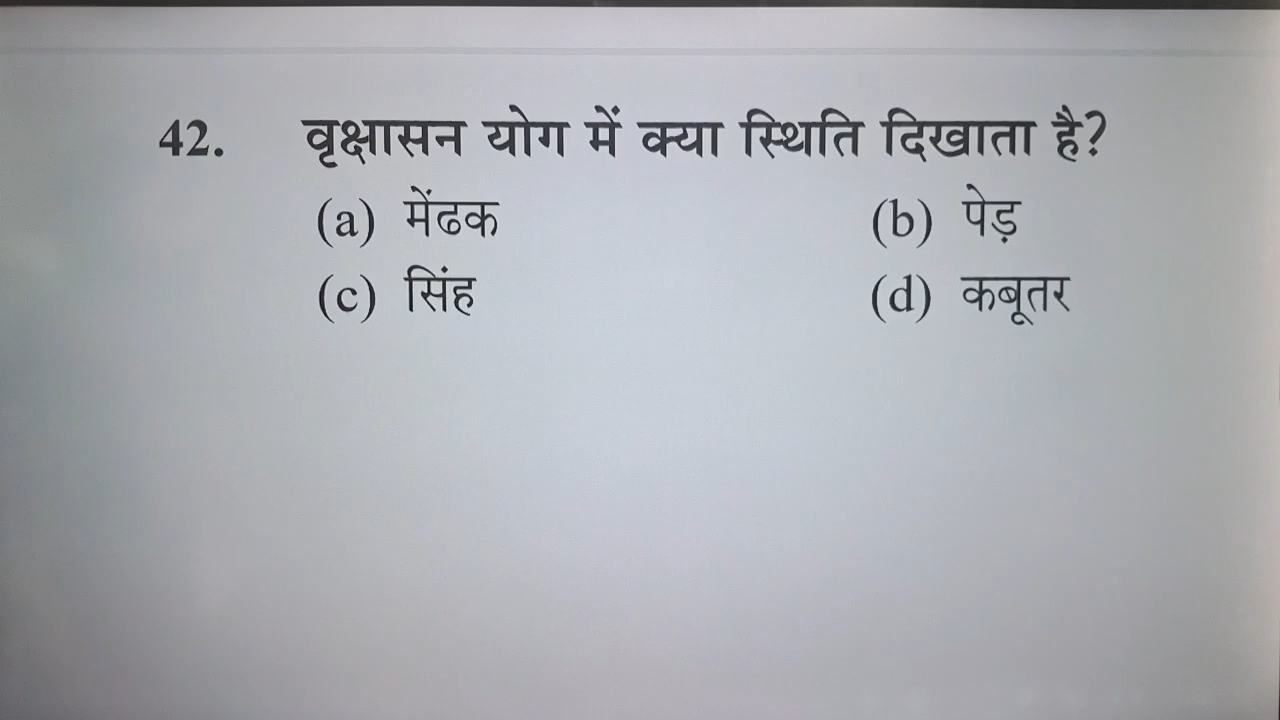 42. वृक्षासन योग में क्या स्थिति दिखाता है?
(a) मेंढक (b) पेड़
(c) सिंह (d) कबूतर